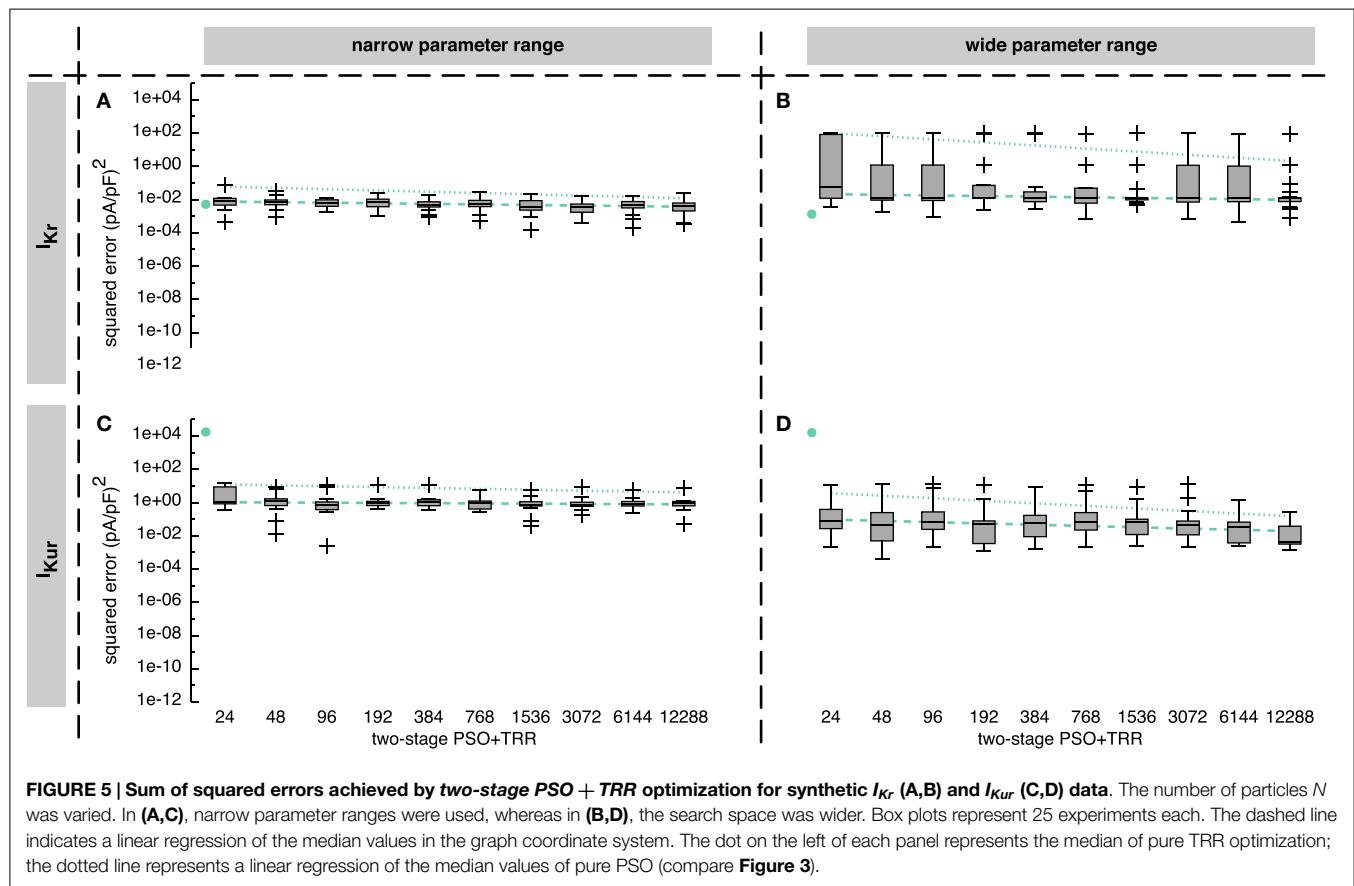 narrow parameter range
wide parameter range
I_Kr
A
1e+04
1e+02
1e+00
1e-02
1e-04
1e-06
1e-08
1e-10
1e-12
squared error (pA/pF)^2
B
I_Kur
C
1e+04
1e+02
1e+00
1e-02
1e-04
1e-06
1e-08
1e-10
1e-12
squared error (pA/pF)^2
24 48 96 192 384 768 1536 3072 6144 12288
two-stage PSO+TRR
D
24 48 96 192 384 768 1536 3072 6144 12288
two-stage PSO+TRR
FIGURE 5 | Sum of squared errors achieved by two-stage PSO + TRR optimization for synthetic I_Kr (A,B) and I_Kur (C,D) data. The number of particles N
was varied. In (A,C), narrow parameter ranges were used, whereas in (B,D), the search space was wider. Box plots represent 25 experiments each. The dashed line
indicates a linear regression of the median values in the graph coordinate system. The dot on the left of each panel represents the median of pure TRR optimization;
the dotted line represents a linear regression of the median values of pure PSO (compare Figure 3).